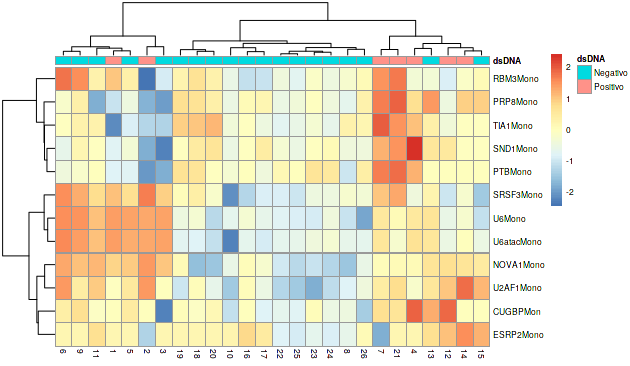 dsDNA
dsDNA
Negativo
Positivo
2
1
0
-1
-2
RBM3Mono
PRP8Mono
TIA1Mono
SND1Mono
PTBMono
SRSF3Mono
U6Mono
U6atacMono
NOVA1Mono
U2AF1Mono
CUGBPMon
ESRP2Mono
6 9 11 1 5 2 3 19 18 20 10 16 17 22 25 23 24 8 26 7 21 4 13 12 14 15